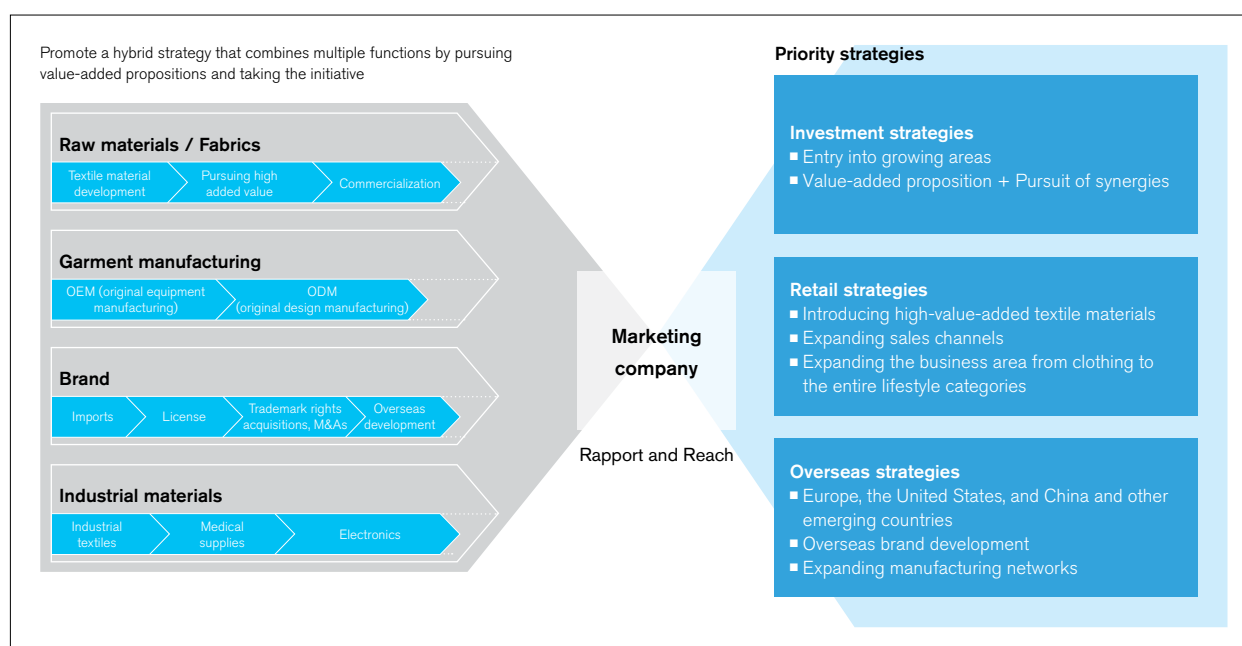 Promote a hybrid strategy that combines multiple functions by pursuing
value-added propositions and taking the initiative
Raw materials / Fabrics
Textile material
development
Pursuing high
added value
Commercialization
Garment manufacturing
OEM (original equipment
manufacturing)
ODM
(original design manufacturing)
Brand
Imports
License
Trademark rights
acquisitions, M&As
Overseas
development
Industrial materials
Industrial
textiles
Medical
supplies
Electronics
Marketing
company
Rapport and Reach
Priority strategies
Investment strategies
■ Entry into growing areas
■ Value-added proposition + Pursuit of synergies
Retail strategies
■ Introducing high-value-added textile materials
■ Expanding sales channels
■ Expanding the business area from clothing to
the entire lifestyle categories
Overseas strategies
■ Europe, the United States, and China and other
emerging countries
■ Overseas brand development
■ Expanding manufacturing networks